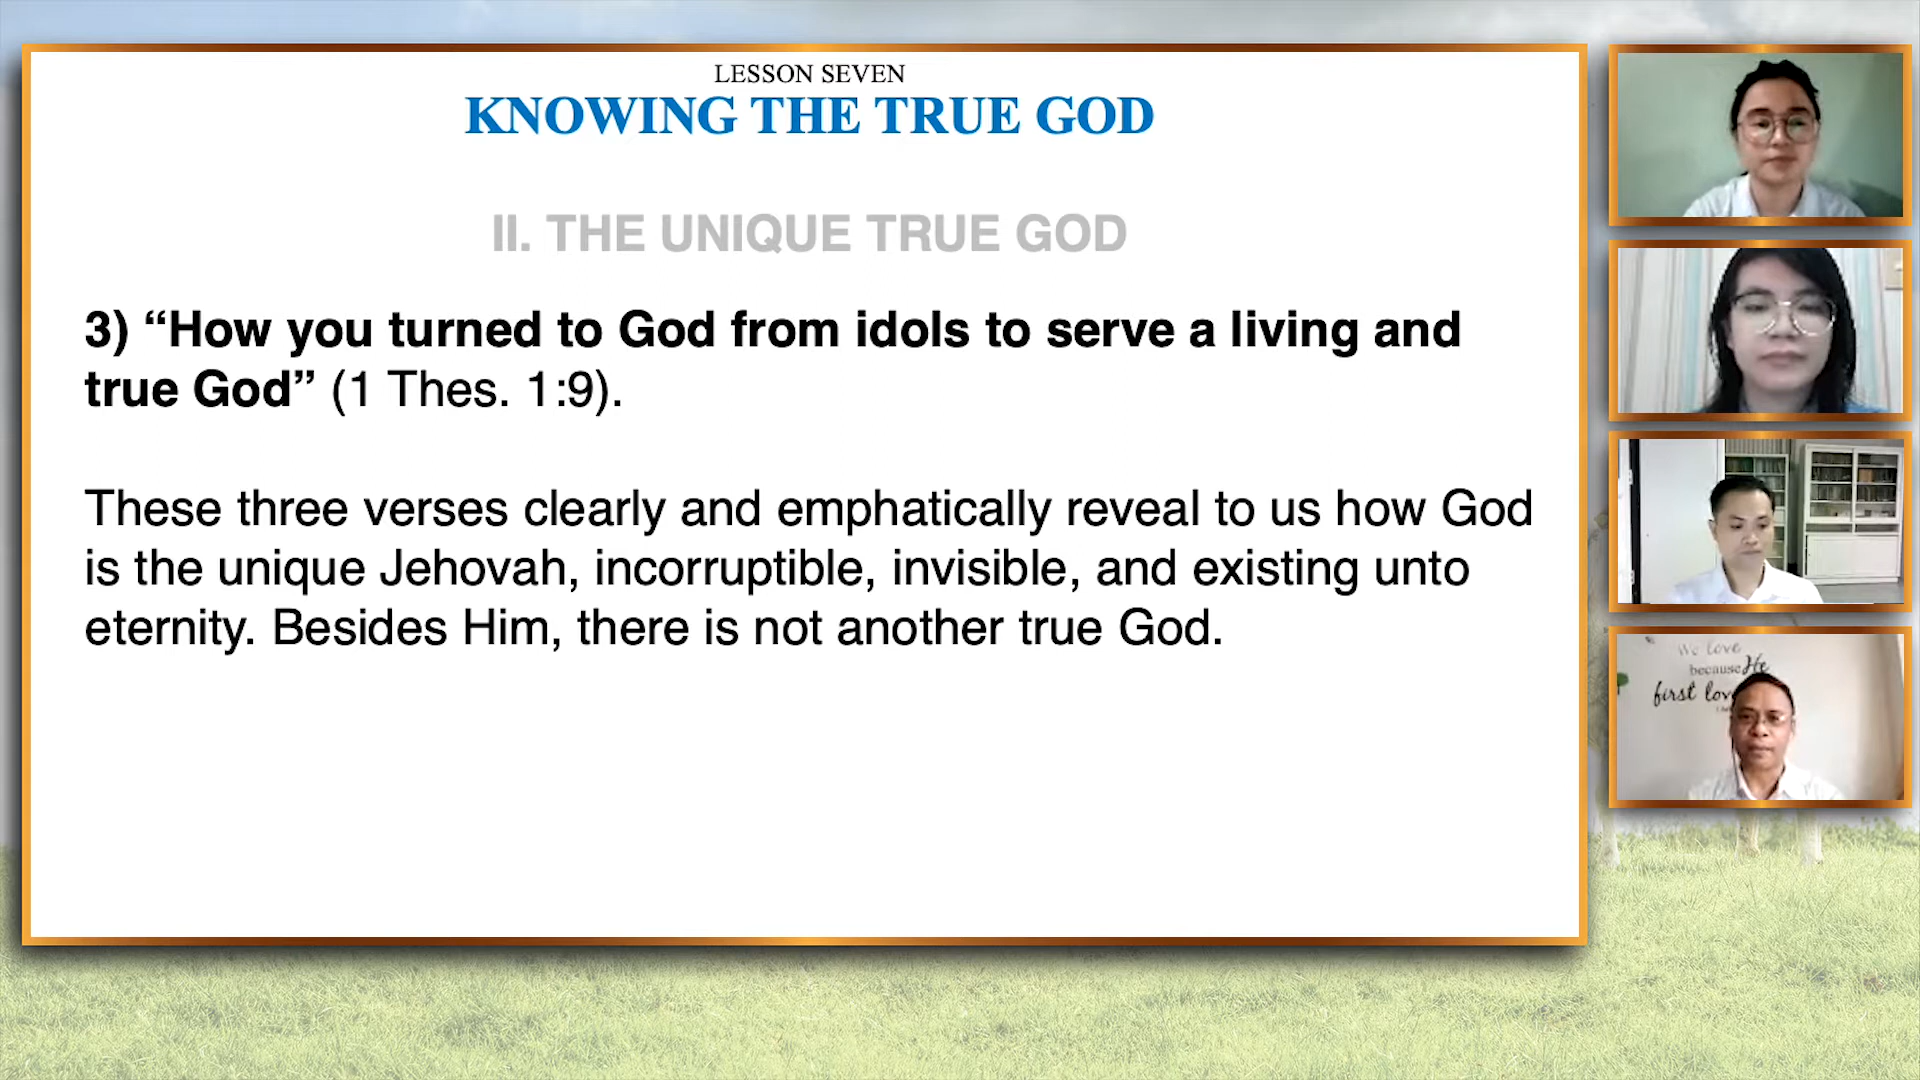 LESSON SEVEN
KNOWING THE TRUE GOD
II. THE UNIQUE TRUE GOD
3) “How you turned to God from idols to serve a living and
true God” (1 Thes. 1:9).
These three verses clearly and emphatically reveal to us how God
is the unique Jehovah, incorruptible, invisible, and existing unto
eternity. Besides Him, there is not another true God.
We love
because He
first